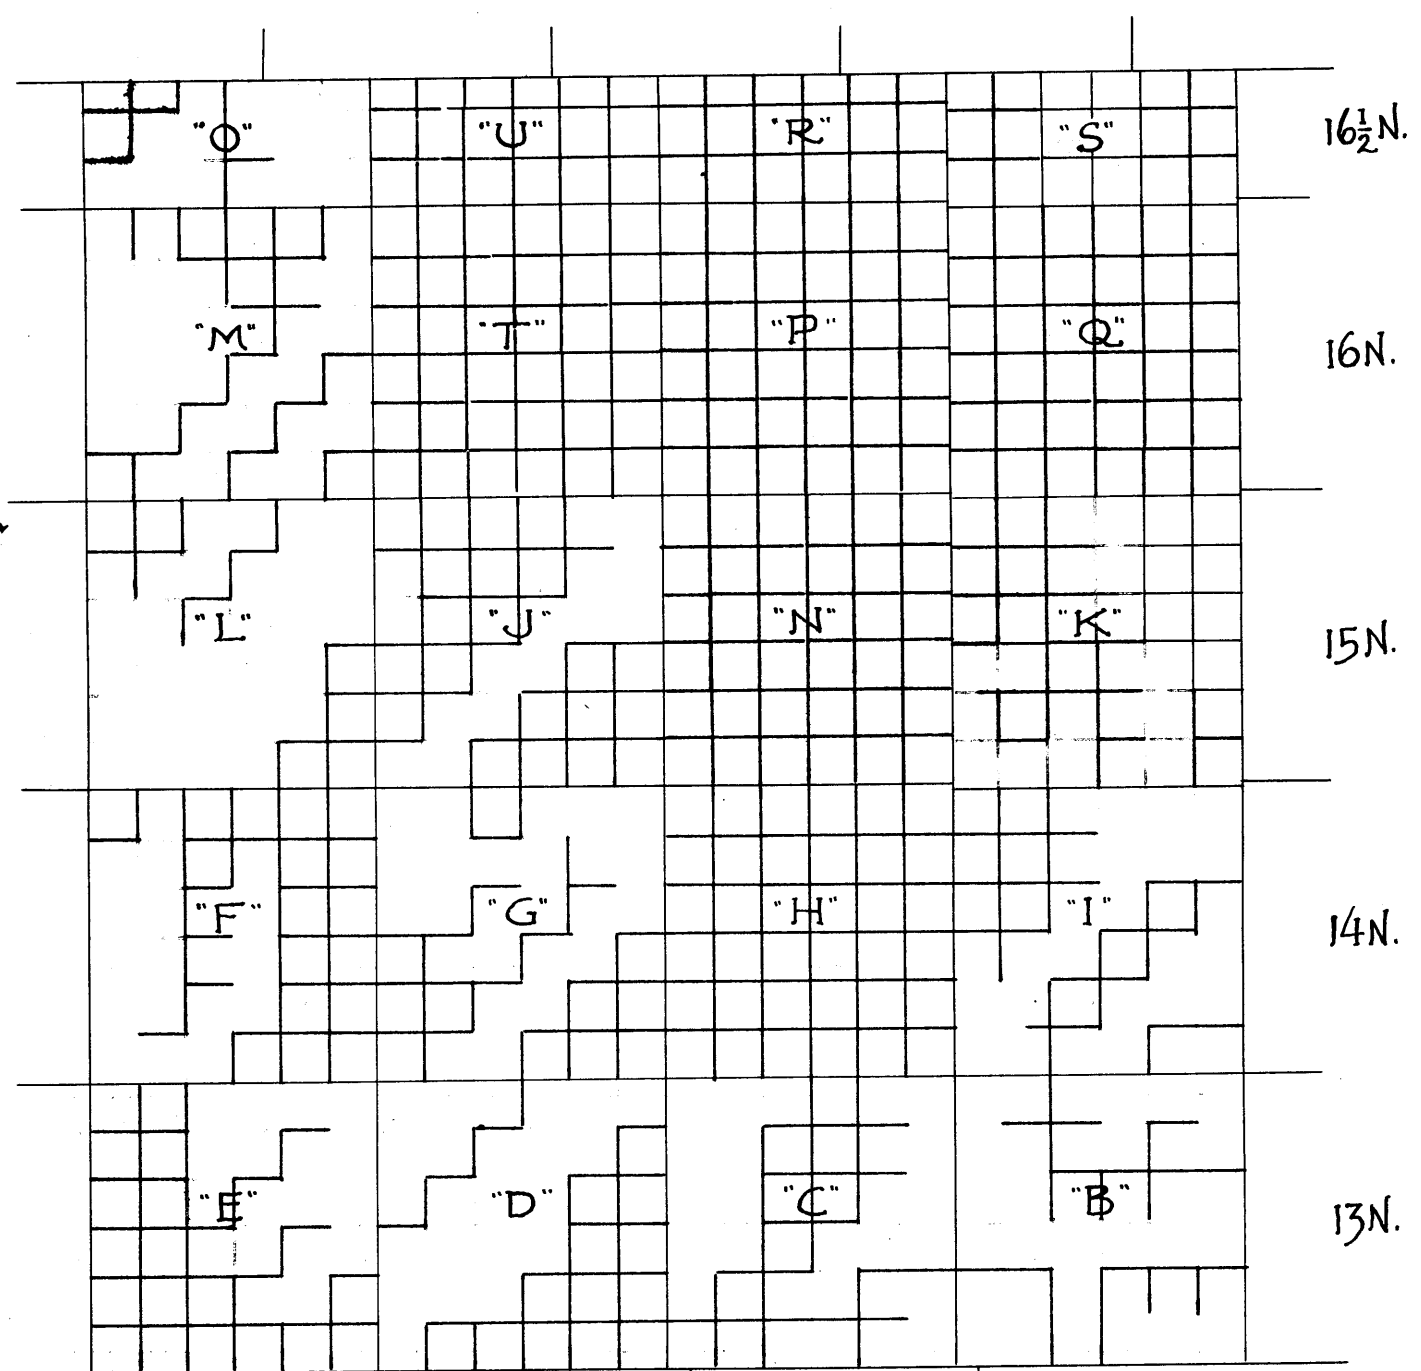 "O" "U" "R" "S" 16½N.
"M" "T" "P" "Q" 16N.
"L" "J" "N" "K" 15N.
"F" "G" "H" "I" 14N.
"E" "D" "C" "B" 13N.